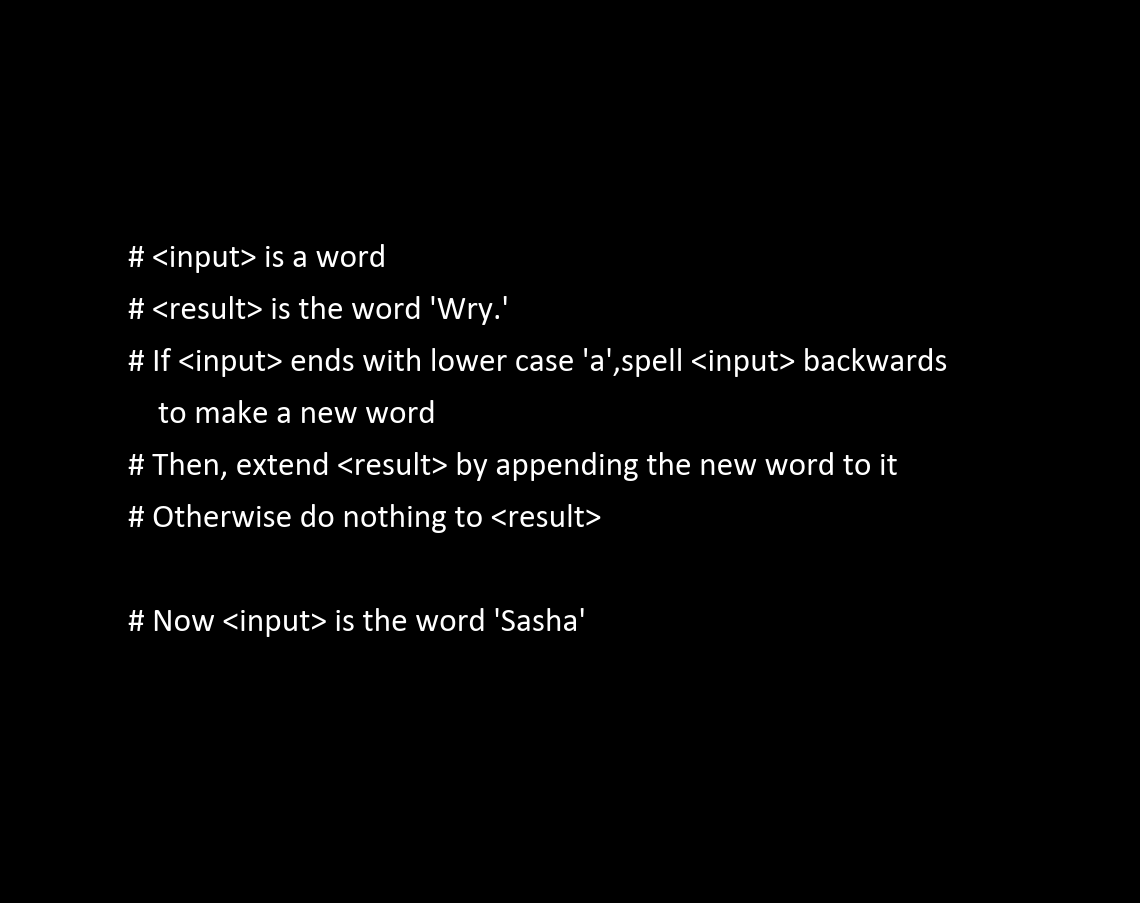 # <input> is a word
# <result> is the word 'Wry.'
# If <input> ends with lower case 'a',spell <input> backwards
to make a new word
# Then, extend <result> by appending the new word to it
# Otherwise do nothing to <result>
# Now <input> is the word 'Sasha'